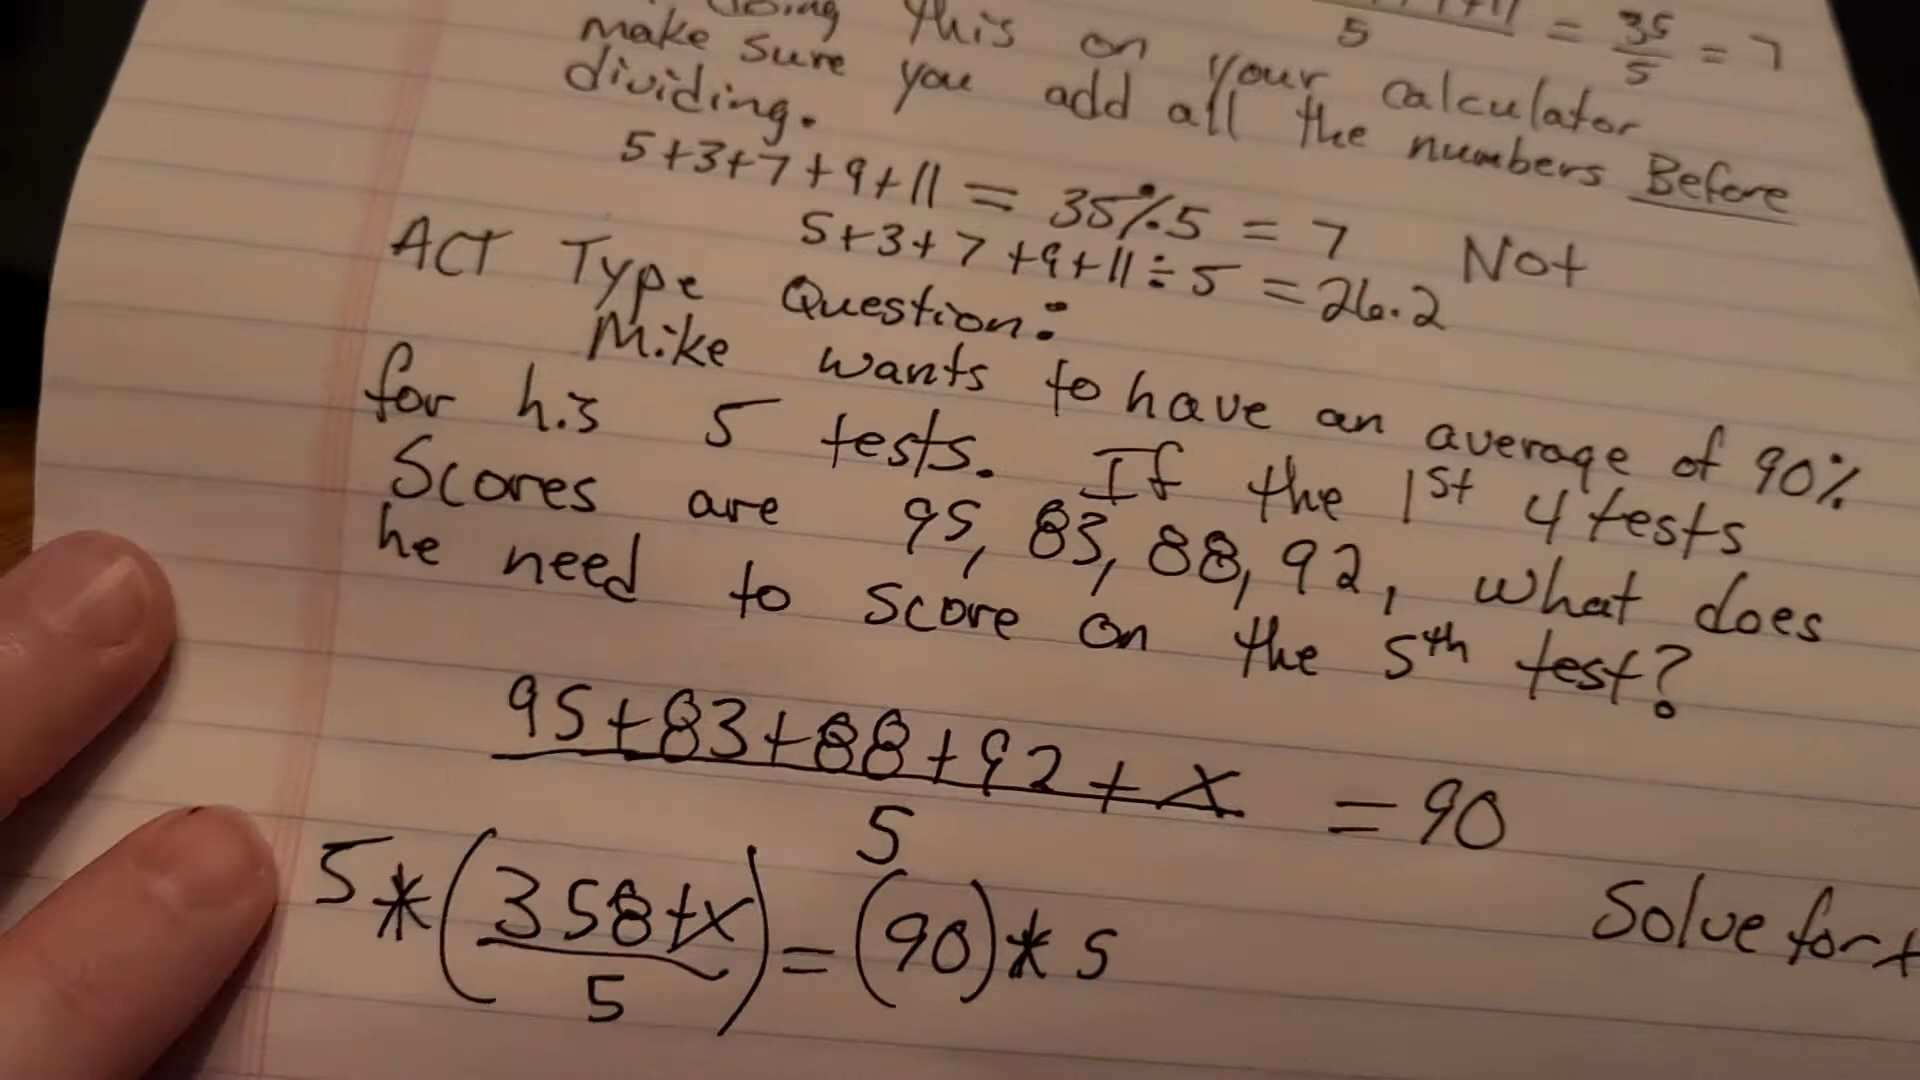 this on your calculator
make sure you add all the numbers Before
dividing.
5 = 35/5 = 7
5+3+7+9+11 = 35÷5 = 7 Not
5+3+7+9+11÷5 = 26.2
ACT Type Question:
Mike wants to have an average of 90%
for his 5 tests. If the 1st 4 tests
Scores are 95, 83, 88, 92, what does
he need to score on the 5th test?
95+83+88+92+x = 90
5
5*(358+x)=(90)*5
5
Solve for